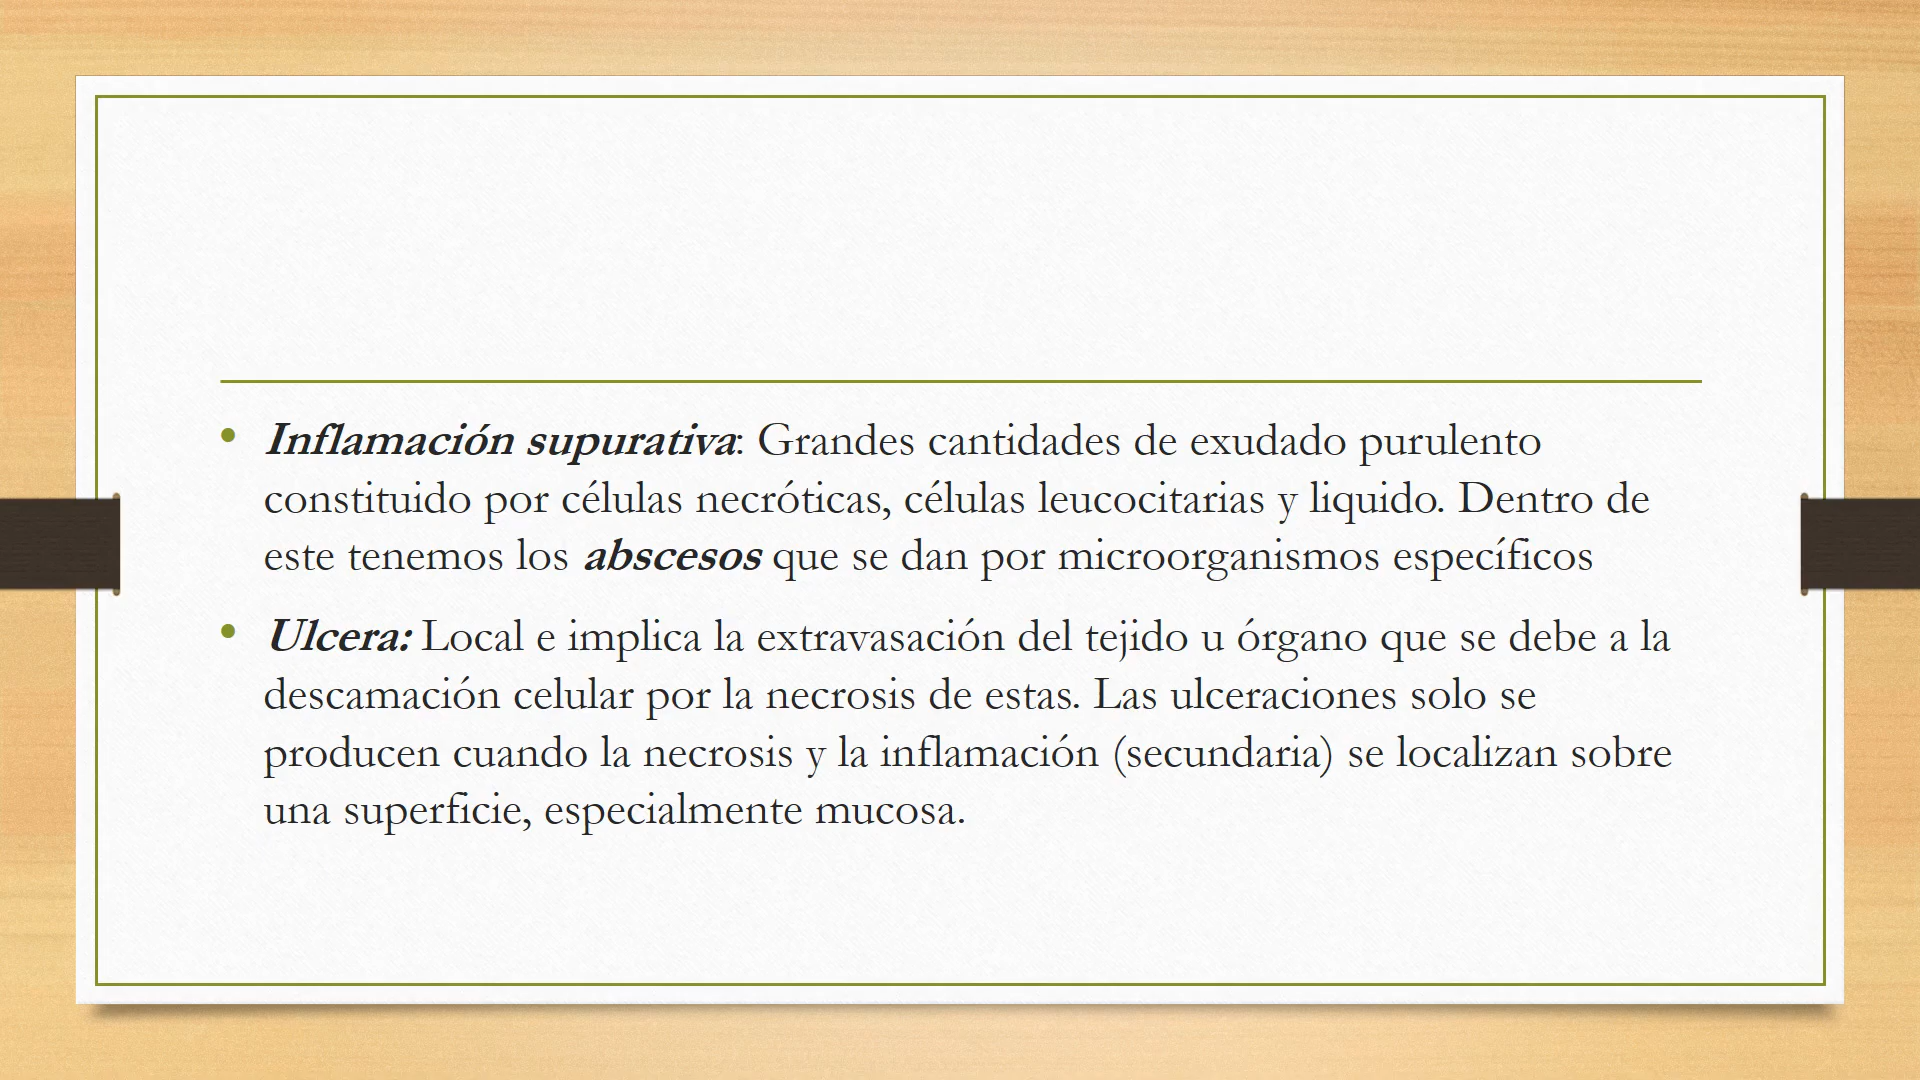 • Inflamación supurativa: Grandes cantidades de exudado purulento
constituido por células necróticas, células leucocitarias y liquido. Dentro de
este tenemos los abscesos que se dan por microorganismos específicos
• Ulcera: Local e implica la extravasación del tejido u órgano que se debe a la
descamación celular por la necrosis de estas. Las ulceraciones solo se
producen cuando la necrosis y la inflamación (secundaria) se localizan sobre
una superficie, especialmente mucosa.